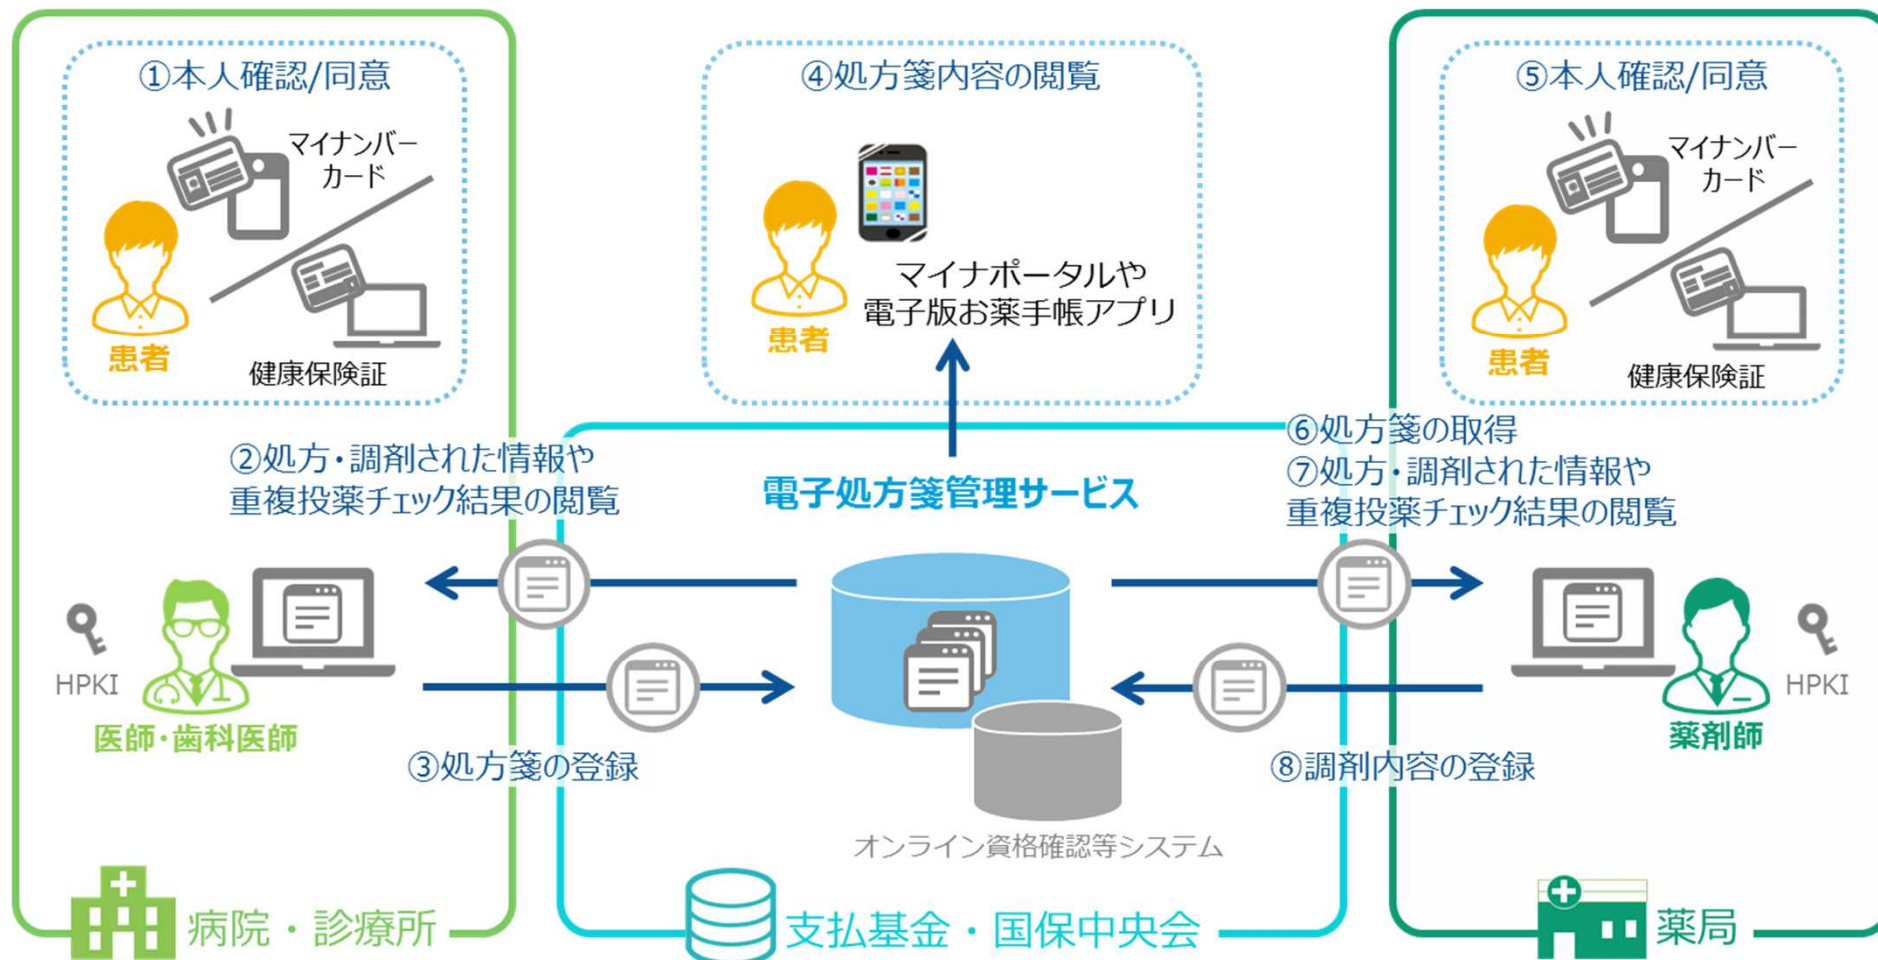 ①本人確認/同意
マイナンバー
カード
患者
健康保険証
②処方・調剤された情報や
重複投薬チェック結果の閲覧
HPKI
医師・歯科医師
③処方箋の登録
病院・診療所
④処方箋内容の閲覧
マイナポータルや
電子版お薬手帳アプリ
患者
電子処方箋管理サービス
オンライン資格確認等システム
支払基金・国保中央会
⑤本人確認/同意
マイナンバー
カード
患者
健康保険証
⑥処方箋の取得
⑦処方・調剤された情報や
重複投薬チェック結果の閲覧
HPKI
薬剤師
⑧調剤内容の登録
薬局